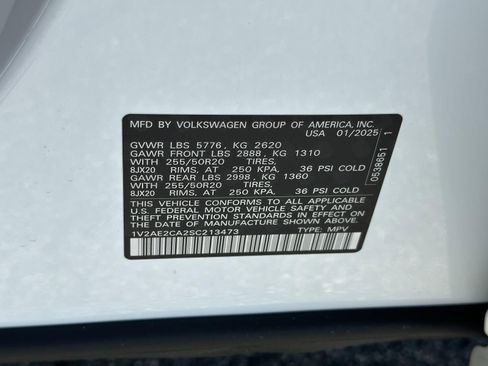 MFD BY VOLKSWAGEN GROUP OF AMERICA, INC.
USA 01/2025
GVWR LBS 5776, KG 2620
GAWR FRONT LBS 2888, KG 1310
WITH 255/50R20 TIRES,
8JX20 RIMS, AT 250 KPA, 36 PSI COLD
GAWR REAR LBS 2998, KG 1360
WITH 255/50R20 TIRES,
8JX20 RIMS, AT 250 KPA, 36 PSI COLD
THIS VEHICLE CONFORMS TO ALL APPLICABLE
U.S. FEDERAL MOTOR VEHICLE SAFETY AND
THEFT PREVENTION STANDARDS IN EFFECT ON
THE DATE OF MANUFACTURE SHOWN ABOVE.
1V2AE2CA2SC213473 TYPE: MPV
0538651 1